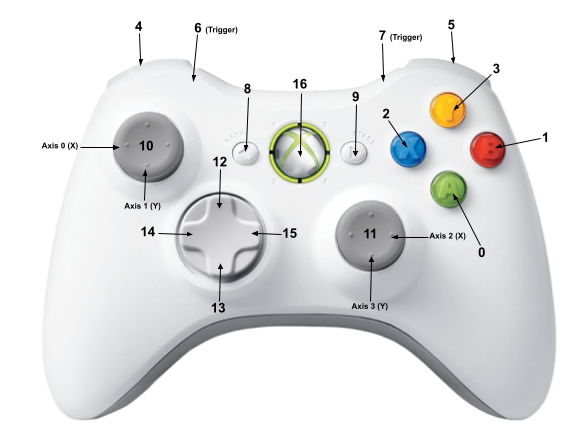 4
6 (Trigger)
7 (Trigger)
5
3
8
16
9
2
Y
1
Axis 0 (X)
10
X
B
12
A
Axis 1 (Y)
14
15
11
Axis 2 (X)
0
13
Axis 3 (Y)